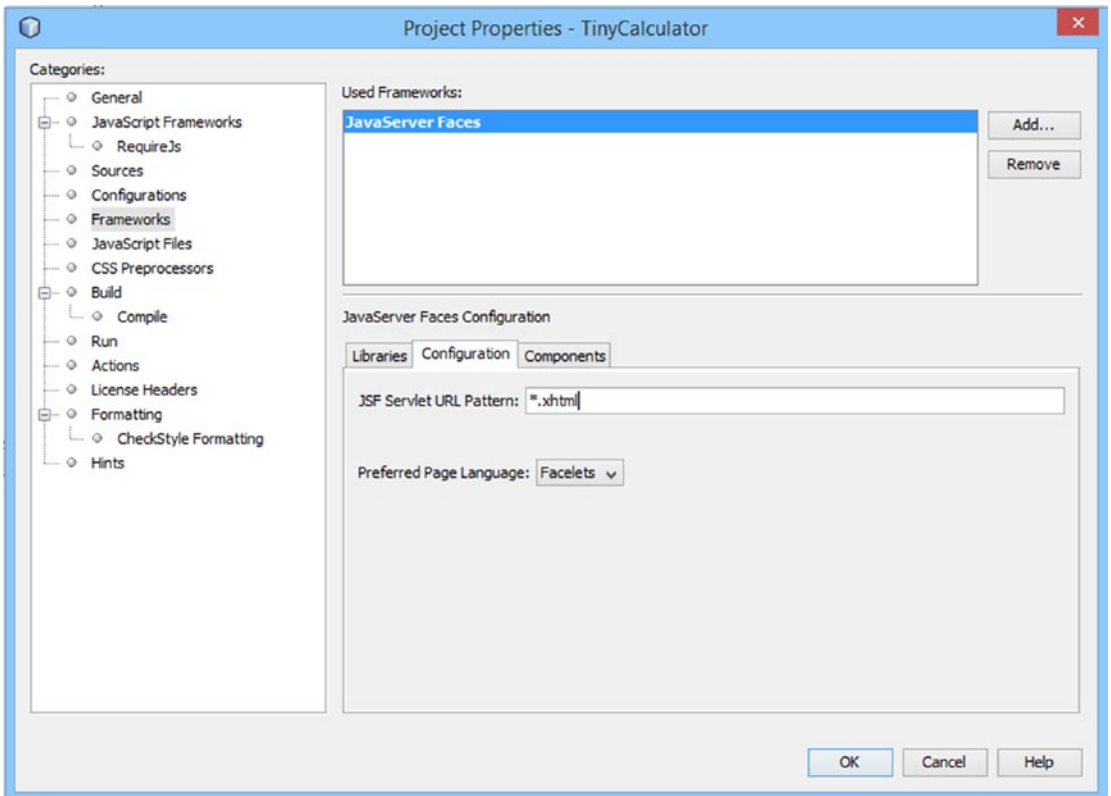 Project Properties - TinyCalculator
Categories:
General
JavaScript Frameworks
RequireJs
Sources
Configurations
Frameworks
JavaScript Files
CSS Preprocessors
Build
Compile
Run
Actions
License Headers
Formatting
CheckStyle Formatting
Hints
Used Frameworks:
JavaServer Faces
Add...
Remove
JavaServer Faces Configuration
Libraries Configuration Components
JSF Servlet URL Pattern: *.xhtml
Preferred Page Language: Facelets
OK Cancel Help